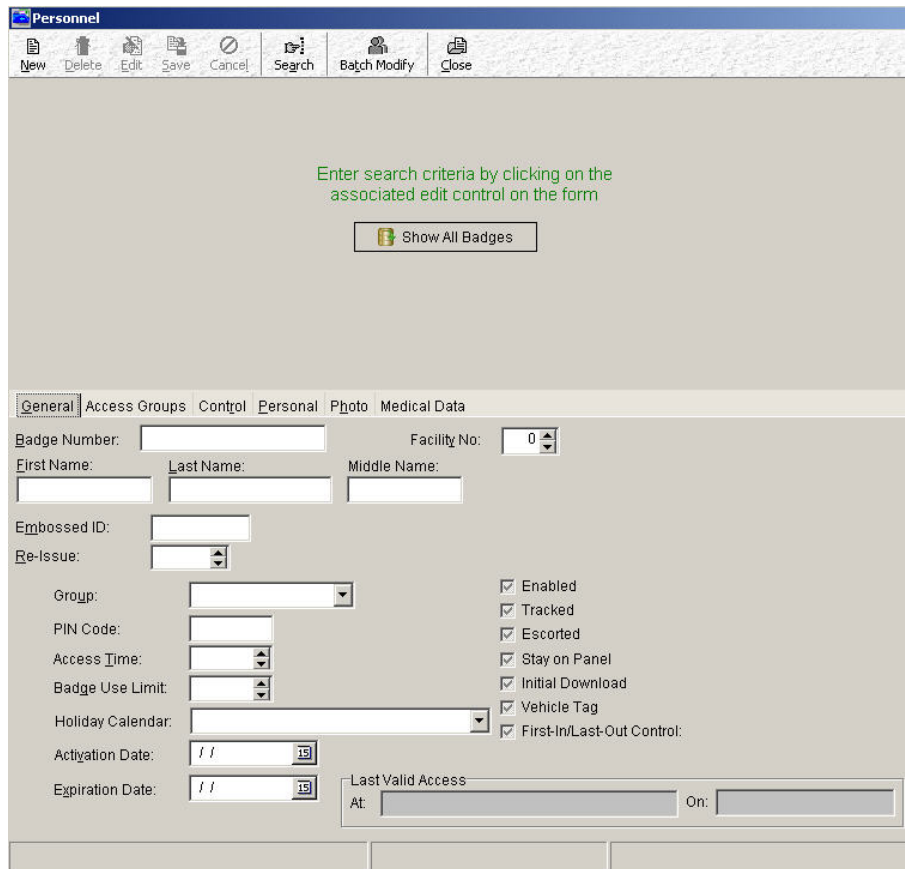 Personnel
New Delete Edit Save Cancel Search Batch Modify Close
Enter search criteria by clicking on the
associated edit control on the form
Show All Badges
General Access Groups Control Personal Photo Medical Data
Badge Number: Facility No: 0
First Name: Last Name: Middle Name:
Embossed ID:
Re-Issue:
Group:
PIN Code:
Access Time:
Badge Use Limit:
Holiday Calendar:
Activation Date: / / 15
Expiration Date: / / 15
Enabled
Tracked
Escorted
Stay on Panel
Initial Download
Vehicle Tag
First-In/Last-Out Control:
Last Valid Access
At: On: